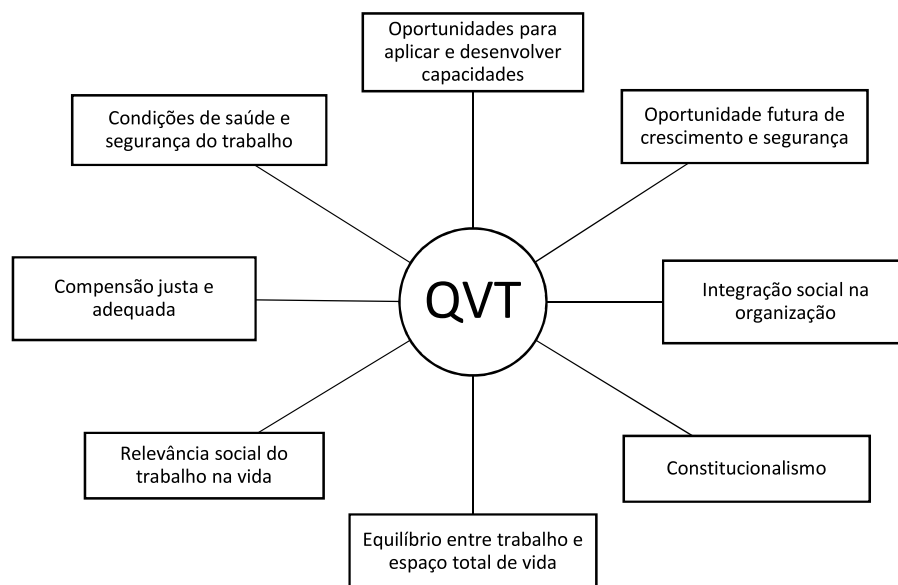 Oportunidades para
aplicar e desenvolver
capacidades
Condições de saúde e
segurança do trabalho
Oportunidade futura de
crescimento e segurança
Compensão justa e
adequada
QVT
Integração social na
organização
Relevância social do
trabalho na vida
Constitucionalismo
Equilíbrio entre trabalho e
espaço total de vida